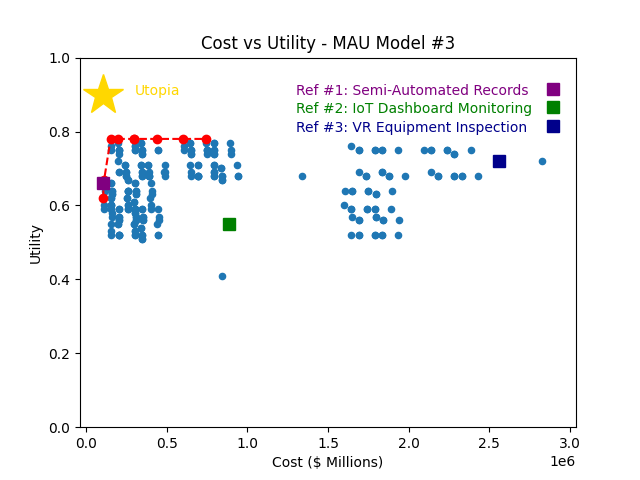 Cost vs Utility - MAU Model #3
1.0
Utopia
Ref #1: Semi-Automated Records
Ref #2: IoT Dashboard Monitoring
Ref #3: VR Equipment Inspection
0.8
0.6
0.4
0.2
0.0
Utility
0.0 0.5 1.0 1.5 2.0 2.5 3.0
Cost ($ Millions)
1e6